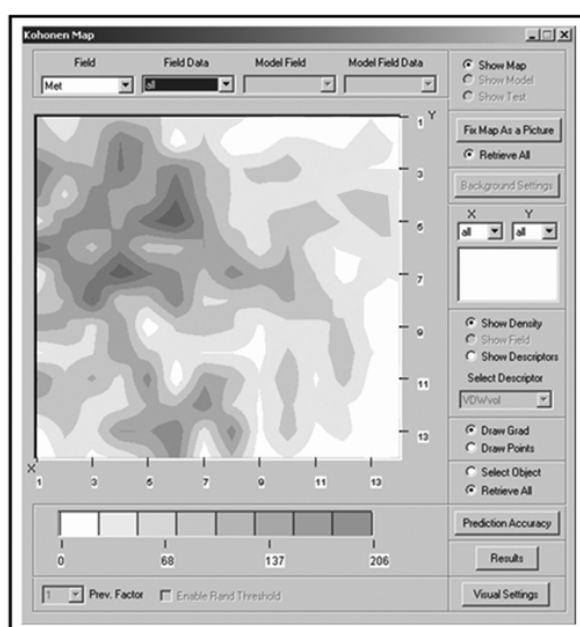 Kohonen Map
Field Field Data Model Field Model Field Data
Met all
Show Map
Show Model
Show Test
Fix Map As a Picture
Retrieve All
Background Settings
X Y
all all
Show Density
Show Field
Show Descriptors
Select Descriptor
VDWvol
Draw Grad
Draw Points
Select Object
Retrieve All
Prediction Accuracy
Results
Visual Settings
Y
1
3
5
7
9
11
13
X
1 3 5 7 9 11 13
0 68 137 206
1 Prev. Factor Enable Rand Threshold